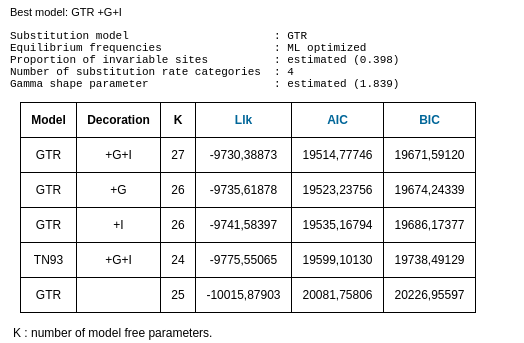 Best model: GTR +G+I
Substitution model : GTR
Equilibrium frequencies : ML optimized
Proportion of invariable sites : estimated (0.398)
Number of substitution rate categories : 4
Gamma shape parameter : estimated (1.839)
Model Decoration K Llk AIC BIC
GTR +G+I 27 -9730,38873 19514,77746 19671,59120
GTR +G 26 -9735,61878 19523,23756 19674,24339
GTR +I 26 -9741,58397 19535,16794 19686,17377
TN93 +G+I 24 -9775,55065 19599,10130 19738,49129
GTR 25 -10015,87903 20081,75806 20226,95597
K : number of model free parameters.